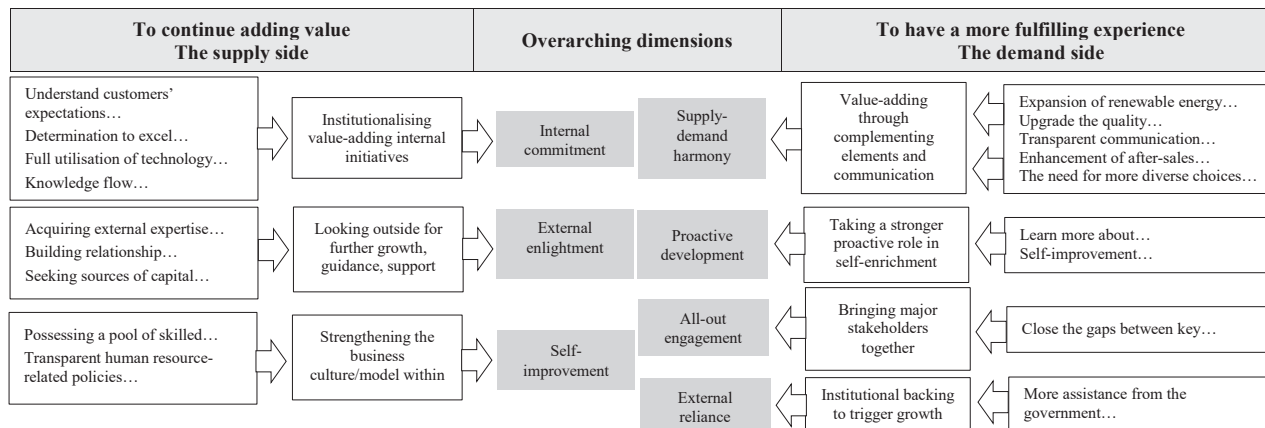 To continue adding value
The supply side
Overarching dimensions
To have a more fulfilling experience
The demand side
Understand customers’
expectations…
Determination to excel…
Full utilisation of technology…
Knowledge flow…
Institutionalising
value-adding internal
initiatives
Internal
commitment
Supply-
demand
harmony
Value-adding
through
complementing
elements and
communication
Expansion of renewable energy…
Upgrade the quality…
Transparent communication…
Enhancement of after-sales…
The need for more diverse choices…
Acquiring external expertise…
Building relationship…
Seeking sources of capital…
Looking outside for
further growth,
guidance, support
External
enlightment
Proactive
development
Taking a stronger
proactive role in
self-enrichment
Learn more about…
Self-improvement…
Possessing a pool of skilled…
Transparent human resource-
related policies…
Strengthening the
business
culture/model within
Self-
improvement
All-out
engagement
Bringing major
stakeholders
together
Close the gaps between key…
External
reliance
Institutional backing
to trigger growth
More assistance from the
government…